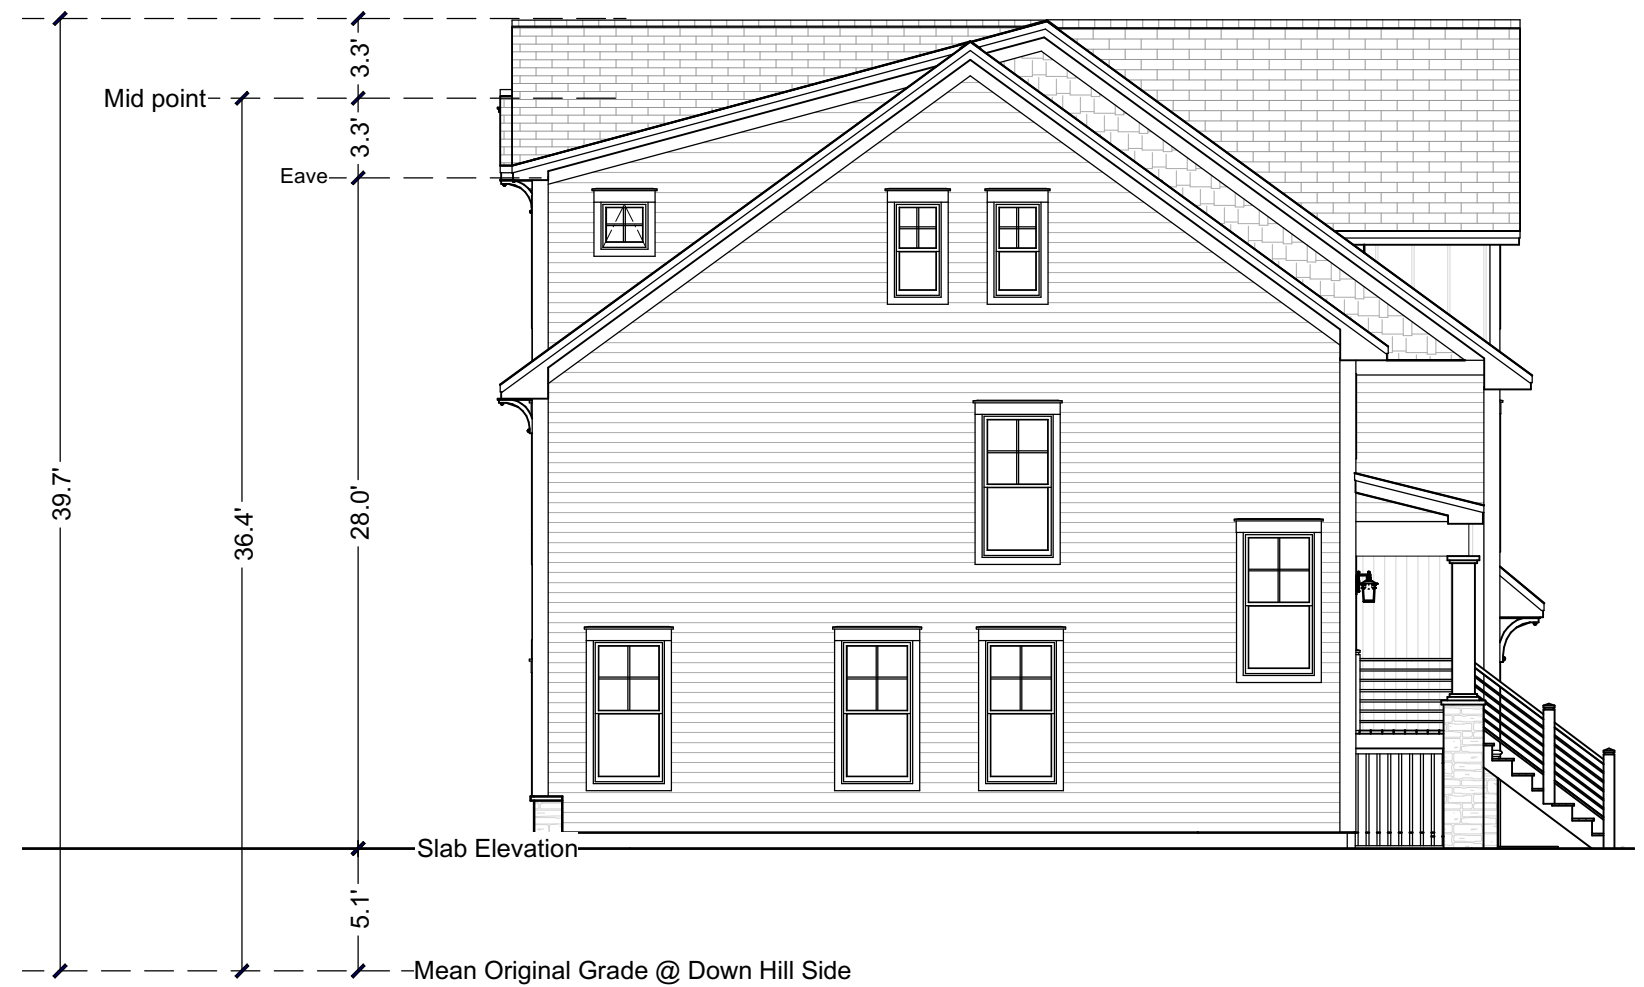 3.3'
Mid point
3.3'
Eave
39.7'
36.4'
28.0'
Slab Elevation
5.1'
Mean Original Grade @ Down Hill Side